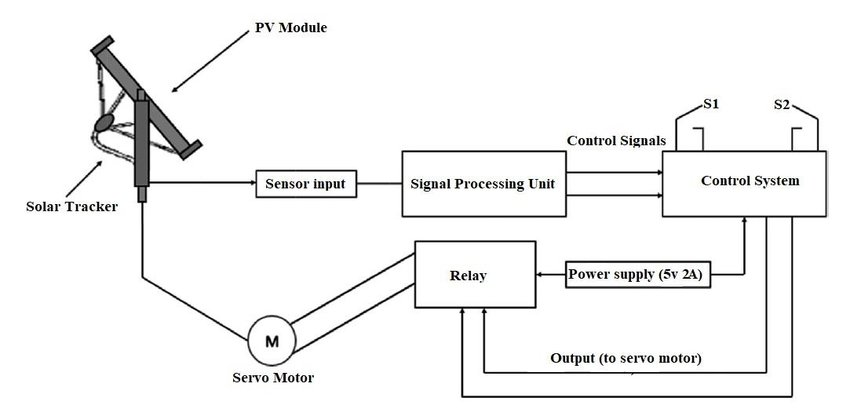 PV Module
S1
S2
Control Signals
Sensor input
Signal Processing Unit
Control System
Solar Tracker
Relay
Power supply (5v 2A)
M
Output (to servo motor)
Servo Motor